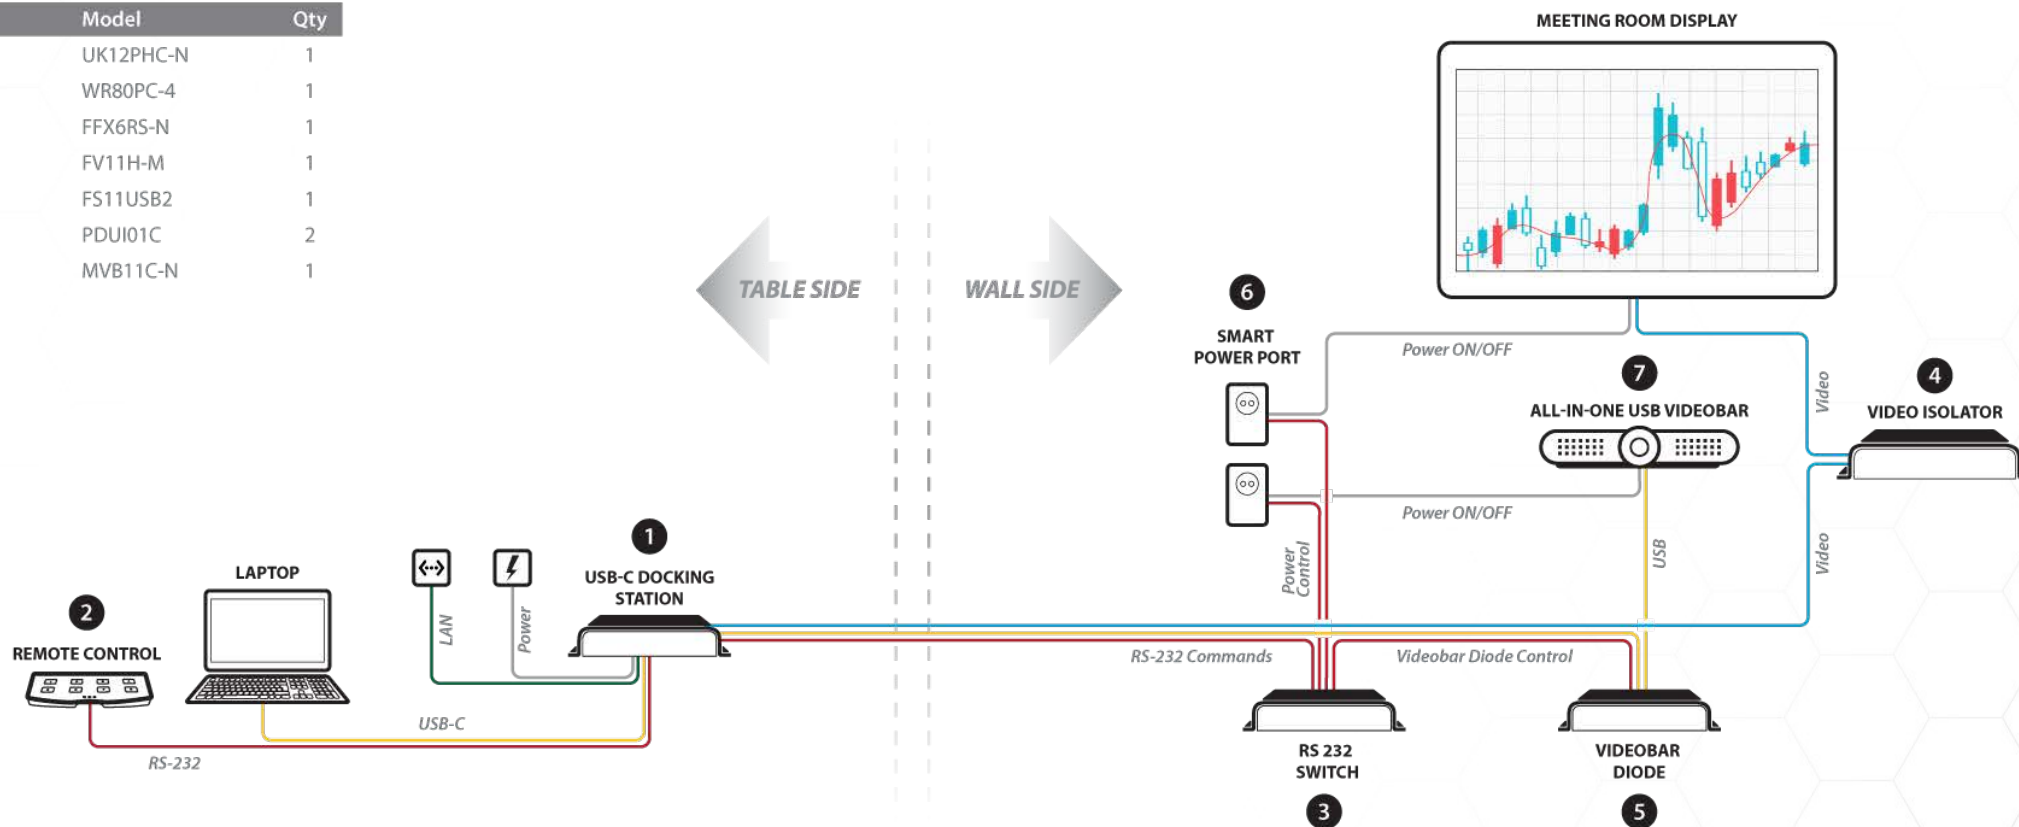 Model Qty
UK12PHC-N 1
WR80PC-4 1
FFX6RS-N 1
FV11H-M 1
FS11USB2 1
PDUI01C 2
MVB11C-N 1
MEETING ROOM DISPLAY
TABLE SIDE
WALL SIDE
6
SMART
POWER PORT
Power ON/OFF
7
ALL-IN-ONE USB VIDEOBAR
Video
4
VIDEO ISOLATOR
Power ON/OFF
Power
Control
USB
Video
1
USB-C DOCKING
STATION
LAPTOP
2
REMOTE CONTROL
LAN
Power
USB-C
RS-232
RS-232 Commands
Videobar Diode Control
RS 232
SWITCH
3
VIDEOBAR
DIODE
5